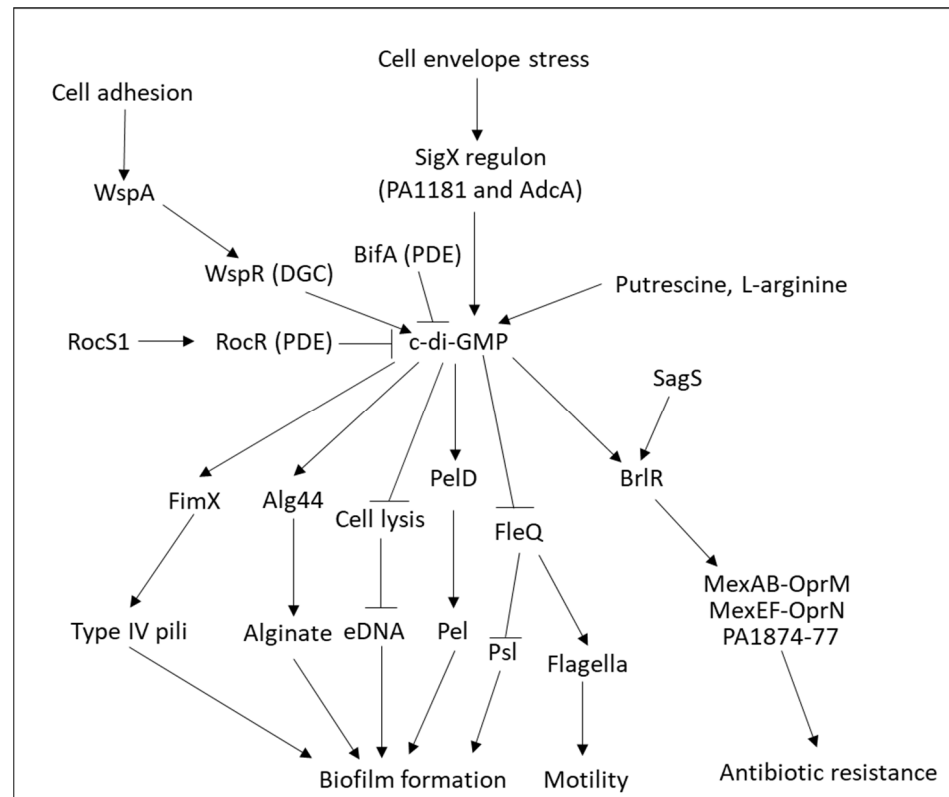 Cell envelope stress
Cell adhesion
SigX regulon
(PA1181 and AdcA)
WspA
BifA (PDE)
WspR (DGC)
Putrescine, L-arginine
RocS1
RocR (PDE)
c-di-GMP
SagS
PelD
BrlR
FimX
Alg44
Cell lysis
FleQ
MexAB-OprM
MexEF-OprN
PA1874-77
Type IV pili
Alginate
eDNA
Pel
Psl
Flagella
Biofilm formation
Motility
Antibiotic resistance